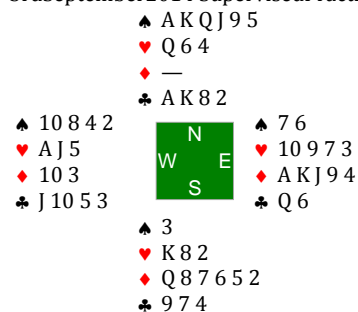 ♠ A K Q J 9 5
♥ Q 6 4
♦ —
♣ A K 8 2
♠ 10 8 4 2
♥ A J 5
♦ 10 3
♣ J 10 5 3
N
W E
S
♠ 7 6
♥ 10 9 7 3
♦ A K J 9 4
♣ Q 6
♠ 3
♥ K 8 2
♦ Q 8 7 6 5 2
♣ 9 7 4